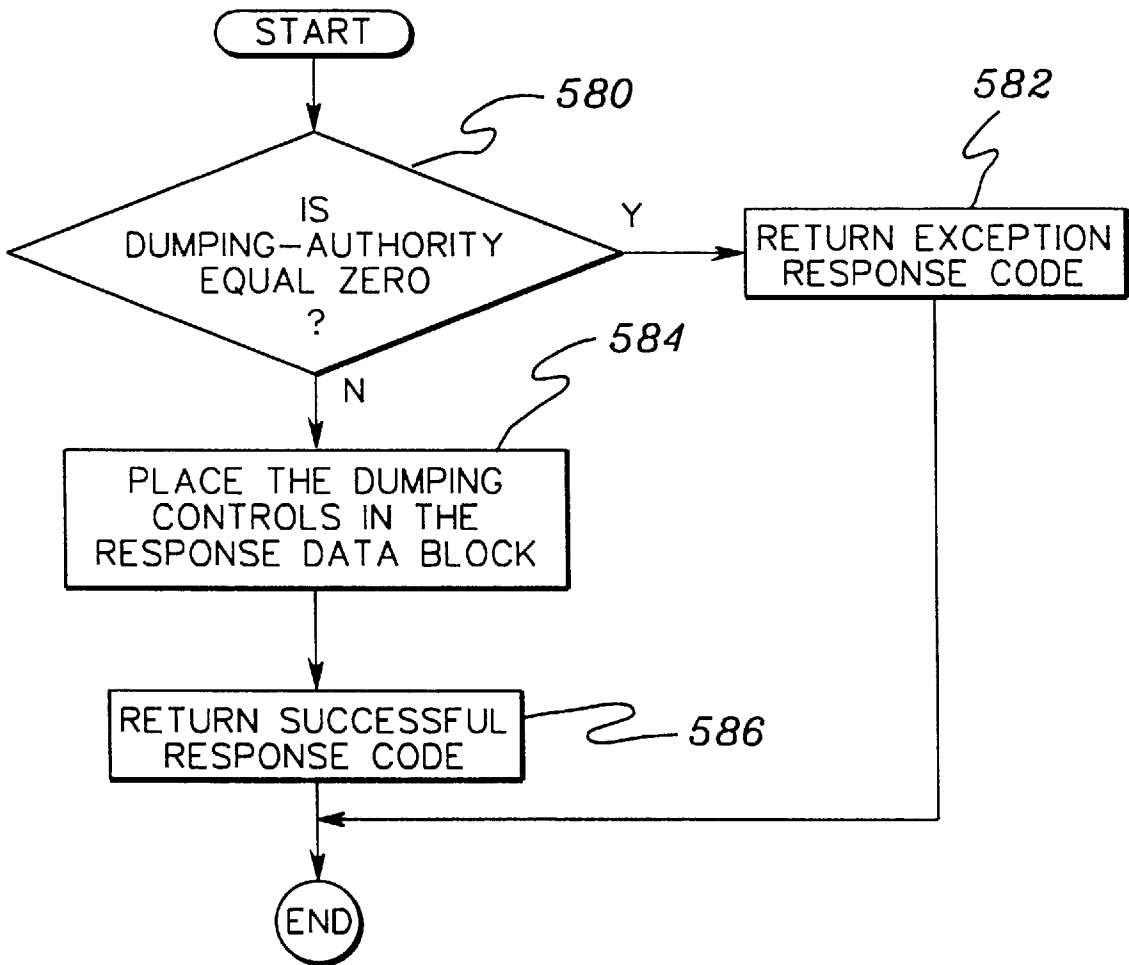 START
580
582
IS
DUMPING-AUTHORITY
EQUAL ZERO
?
Y
RETURN EXCEPTION
RESPONSE CODE
N
584
PLACE THE DUMPING
CONTROLS IN THE
RESPONSE DATA BLOCK
RETURN SUCCESSFUL
RESPONSE CODE
586
END